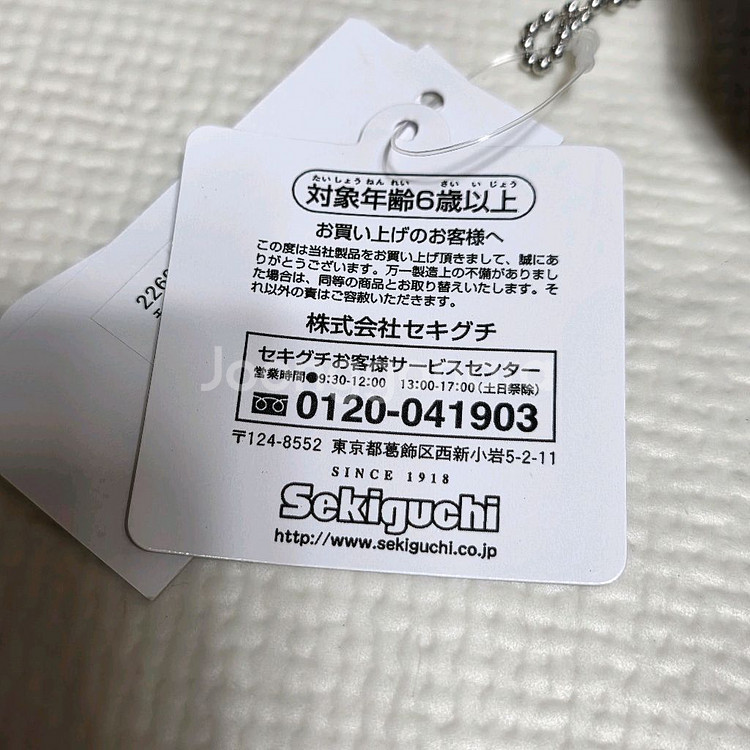 たいしょうねんれい さいいじょう
対象年齢6歳以上
お買い上げのお客様へ
この度は当社製品をお買い上げ頂きまして、誠にあ
りがとうございます。万一製造上の不備がありまし
た場合は、同等の商品とお取り替えいたします。そ
れ以外の責はご容赦いただきます。
株式会社セキグチ
セキグチお客様サービスセンター
営業時間●9:30-12:00 13:00-17:00(土日祭除)
0120-041903
〒124-8552 東京都葛飾区西新小岩5-2-11
SINCE 1918
Sekiguchi
http://www.sekiguchi.co.jp
226